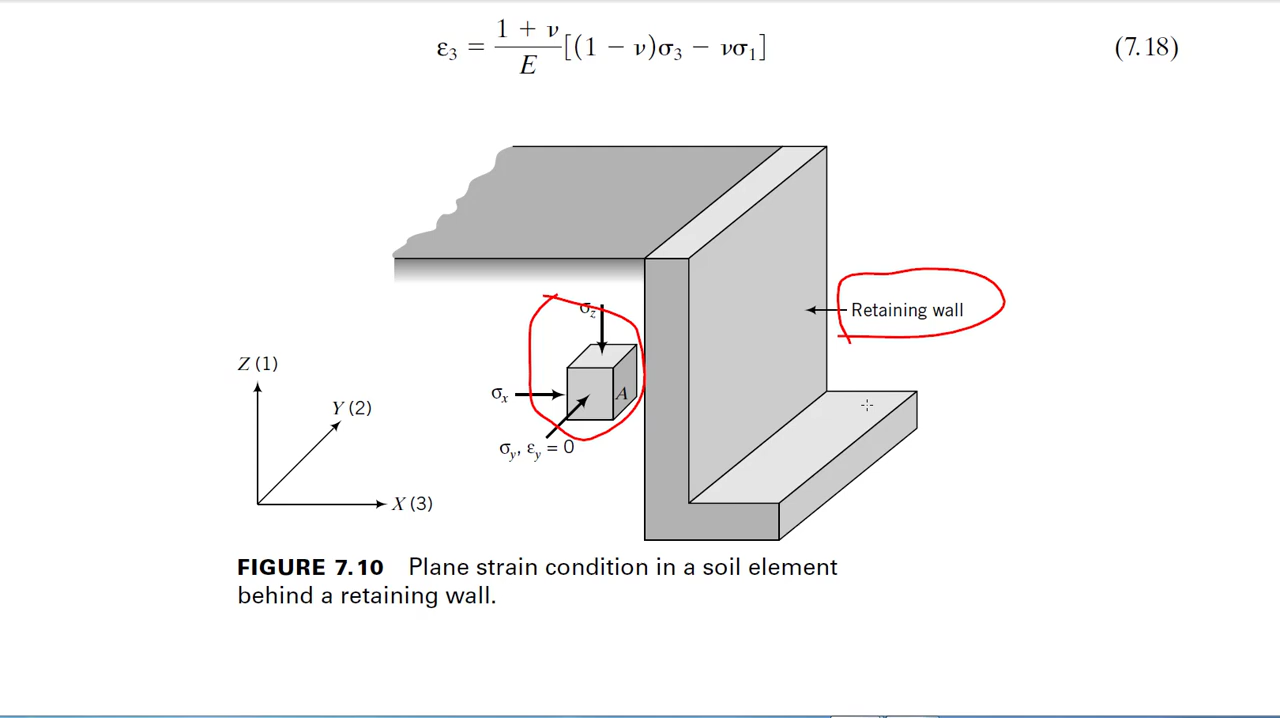 ε₃ = (1 + ν)/E [(1 − ν)σ₃ − νσ₁] (7.18)
σz
Retaining wall
Z (1)
Y (2)
σx
A
σy, εy = 0
X (3)
FIGURE 7.10 Plane strain condition in a soil element
behind a retaining wall.